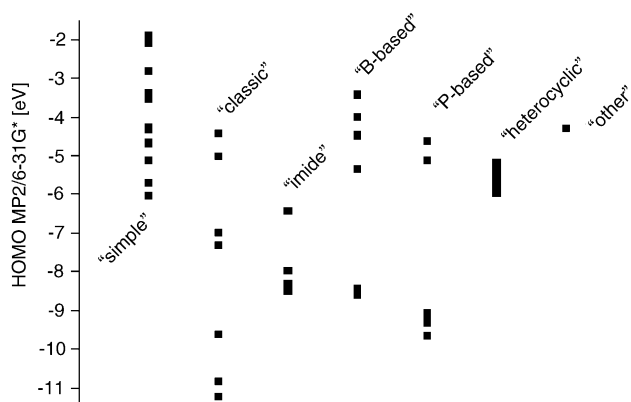 HOMO MP2/6-31G* [eV]
-2
-3
-4
-5
-6
-7
-8
-9
-10
-11
“simple”
“classic”
“imide”
“B-based”
“P-based”
“heterocyclic”
“other”